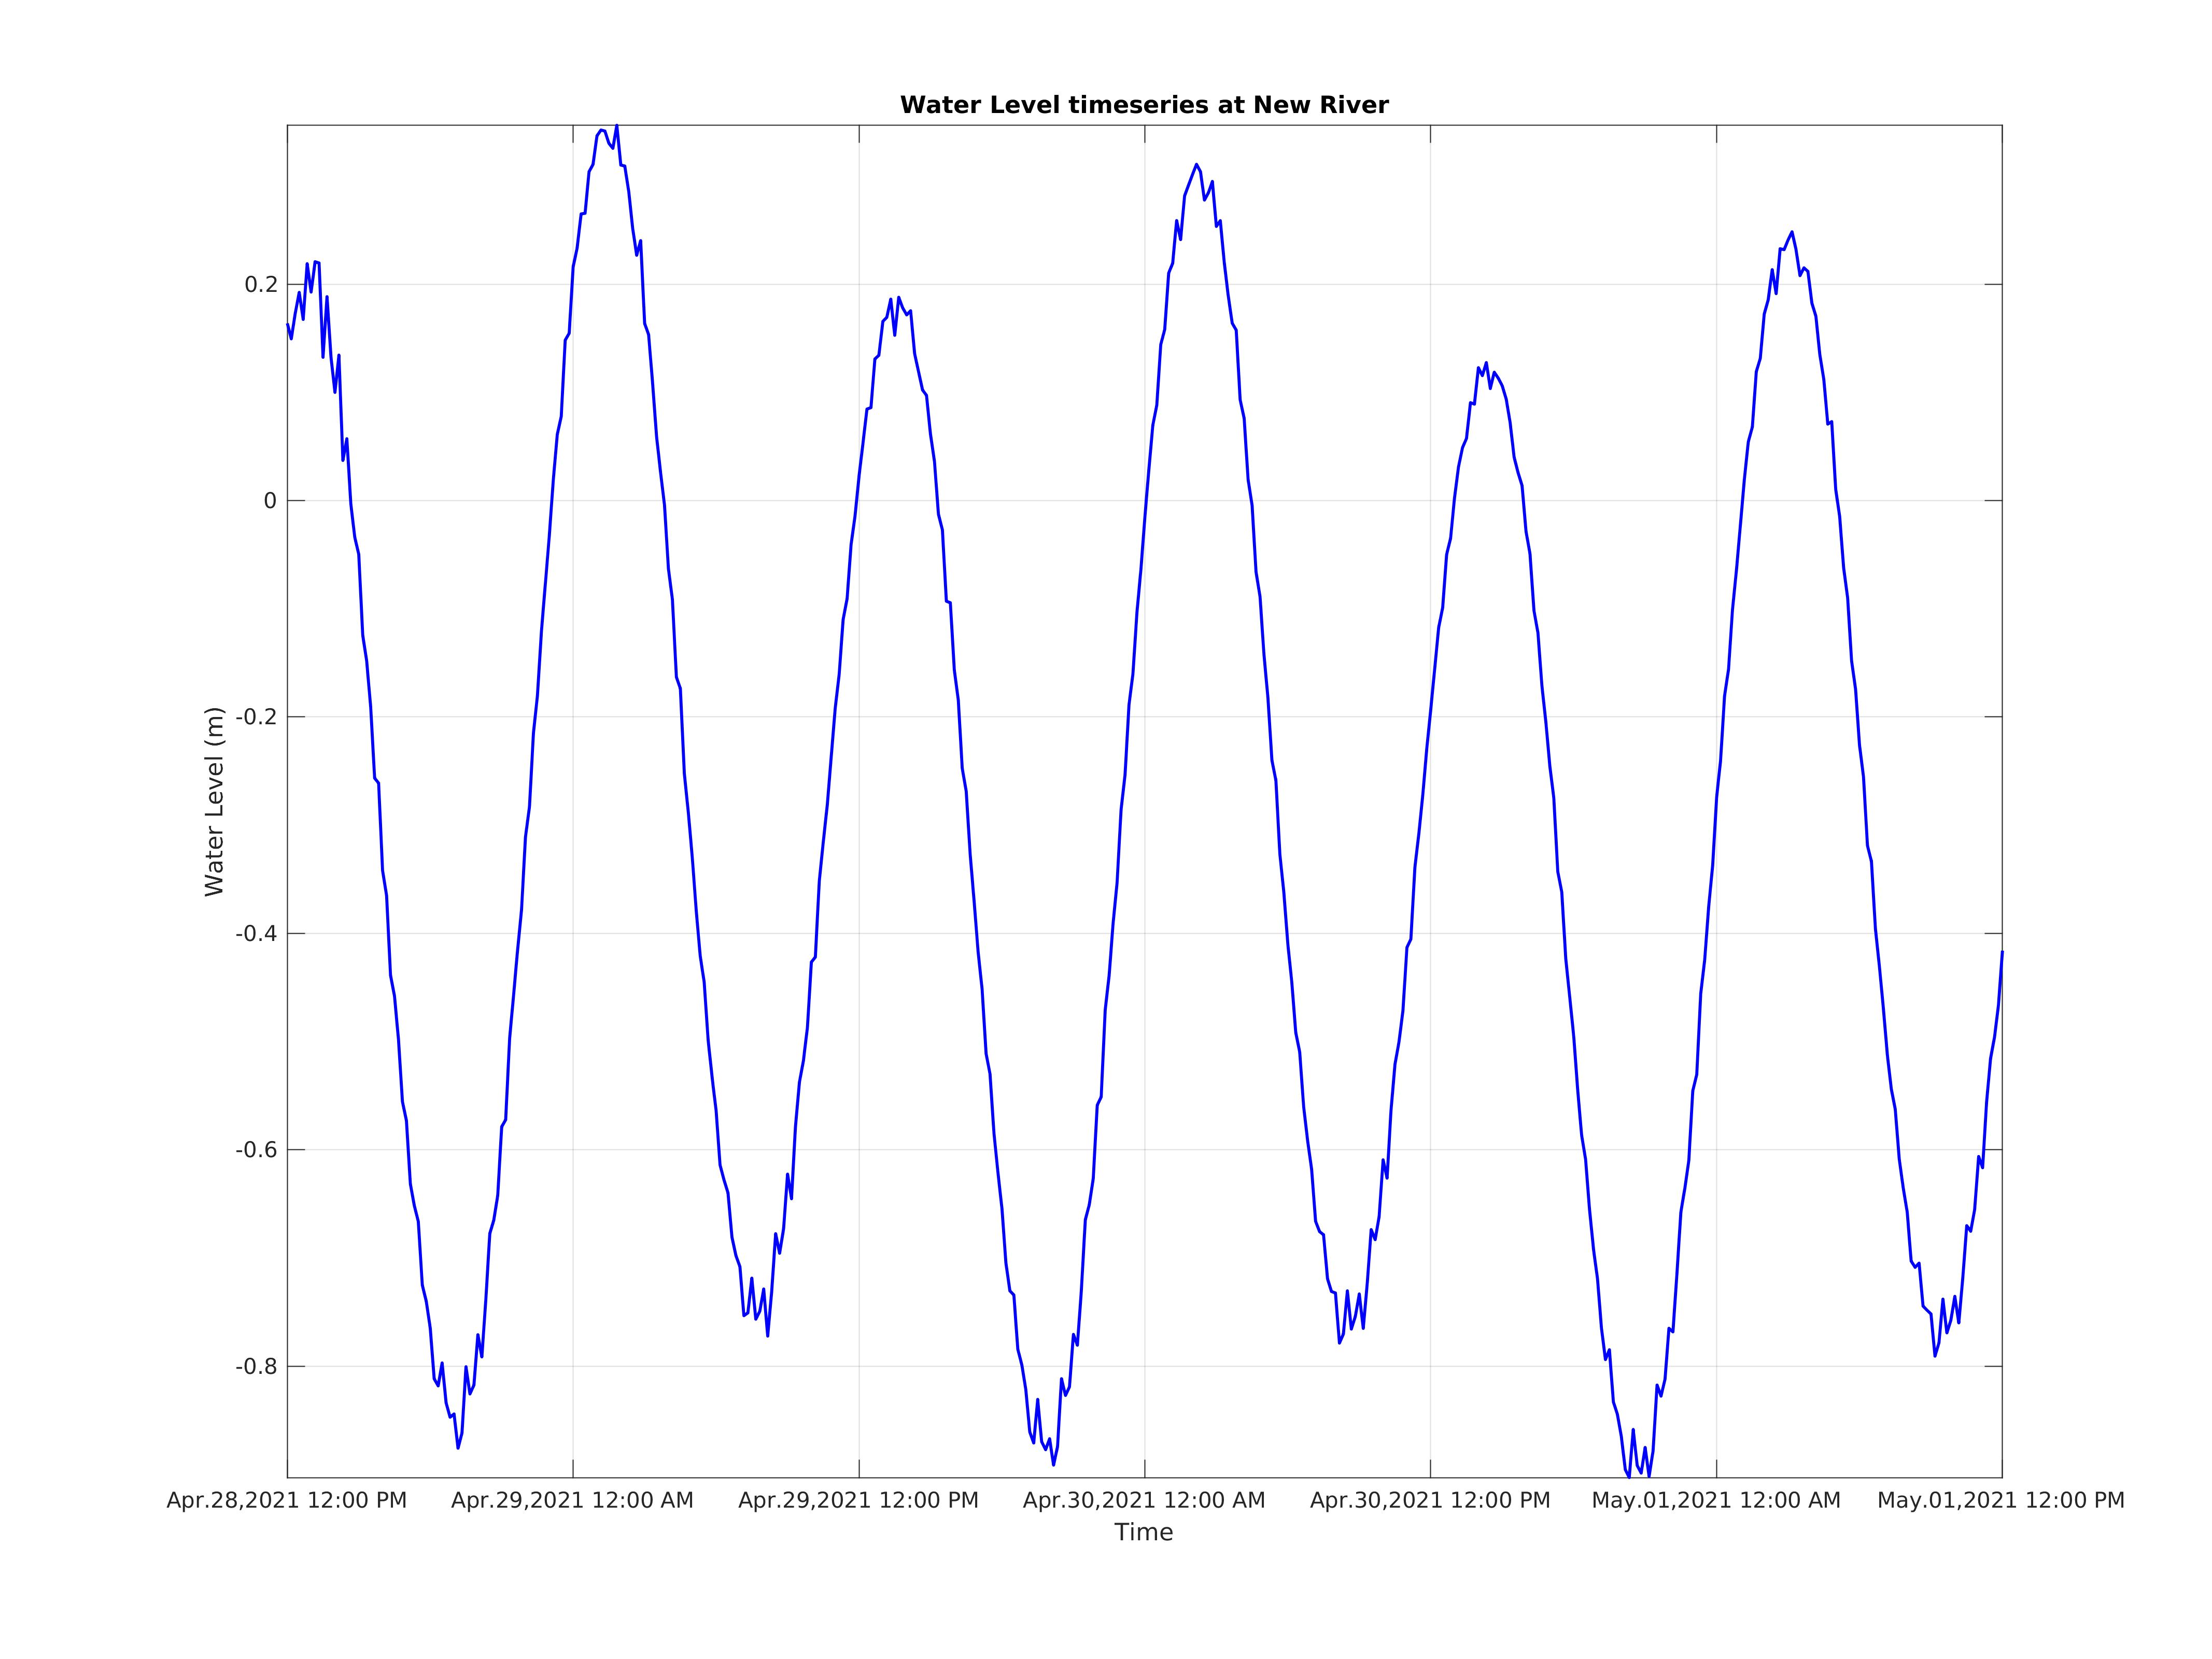 Water Level timeseries at New River
0.2
0
-0.2
-0.4
-0.6
-0.8
Water Level (m)
Apr.28,2021 12:00 PM Apr.29,2021 12:00 AM Apr.29,2021 12:00 PM Apr.30,2021 12:00 AM Apr.30,2021 12:00 PM May.01,2021 12:00 AM May.01,2021 12:00 PM
Time